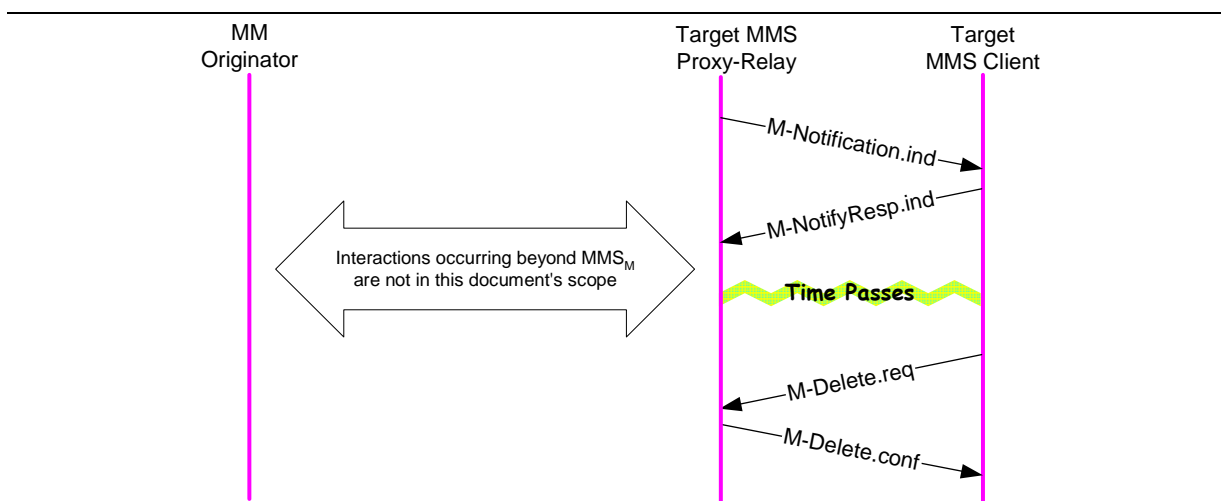 MM
Originator
Target MMS
Proxy-Relay
Target
MMS Client
M-Notification.ind
M-NotifyResp.ind
Interactions occurring beyond MMSM
are not in this document's scope
Time Passes
M-Delete.req
M-Delete.conf